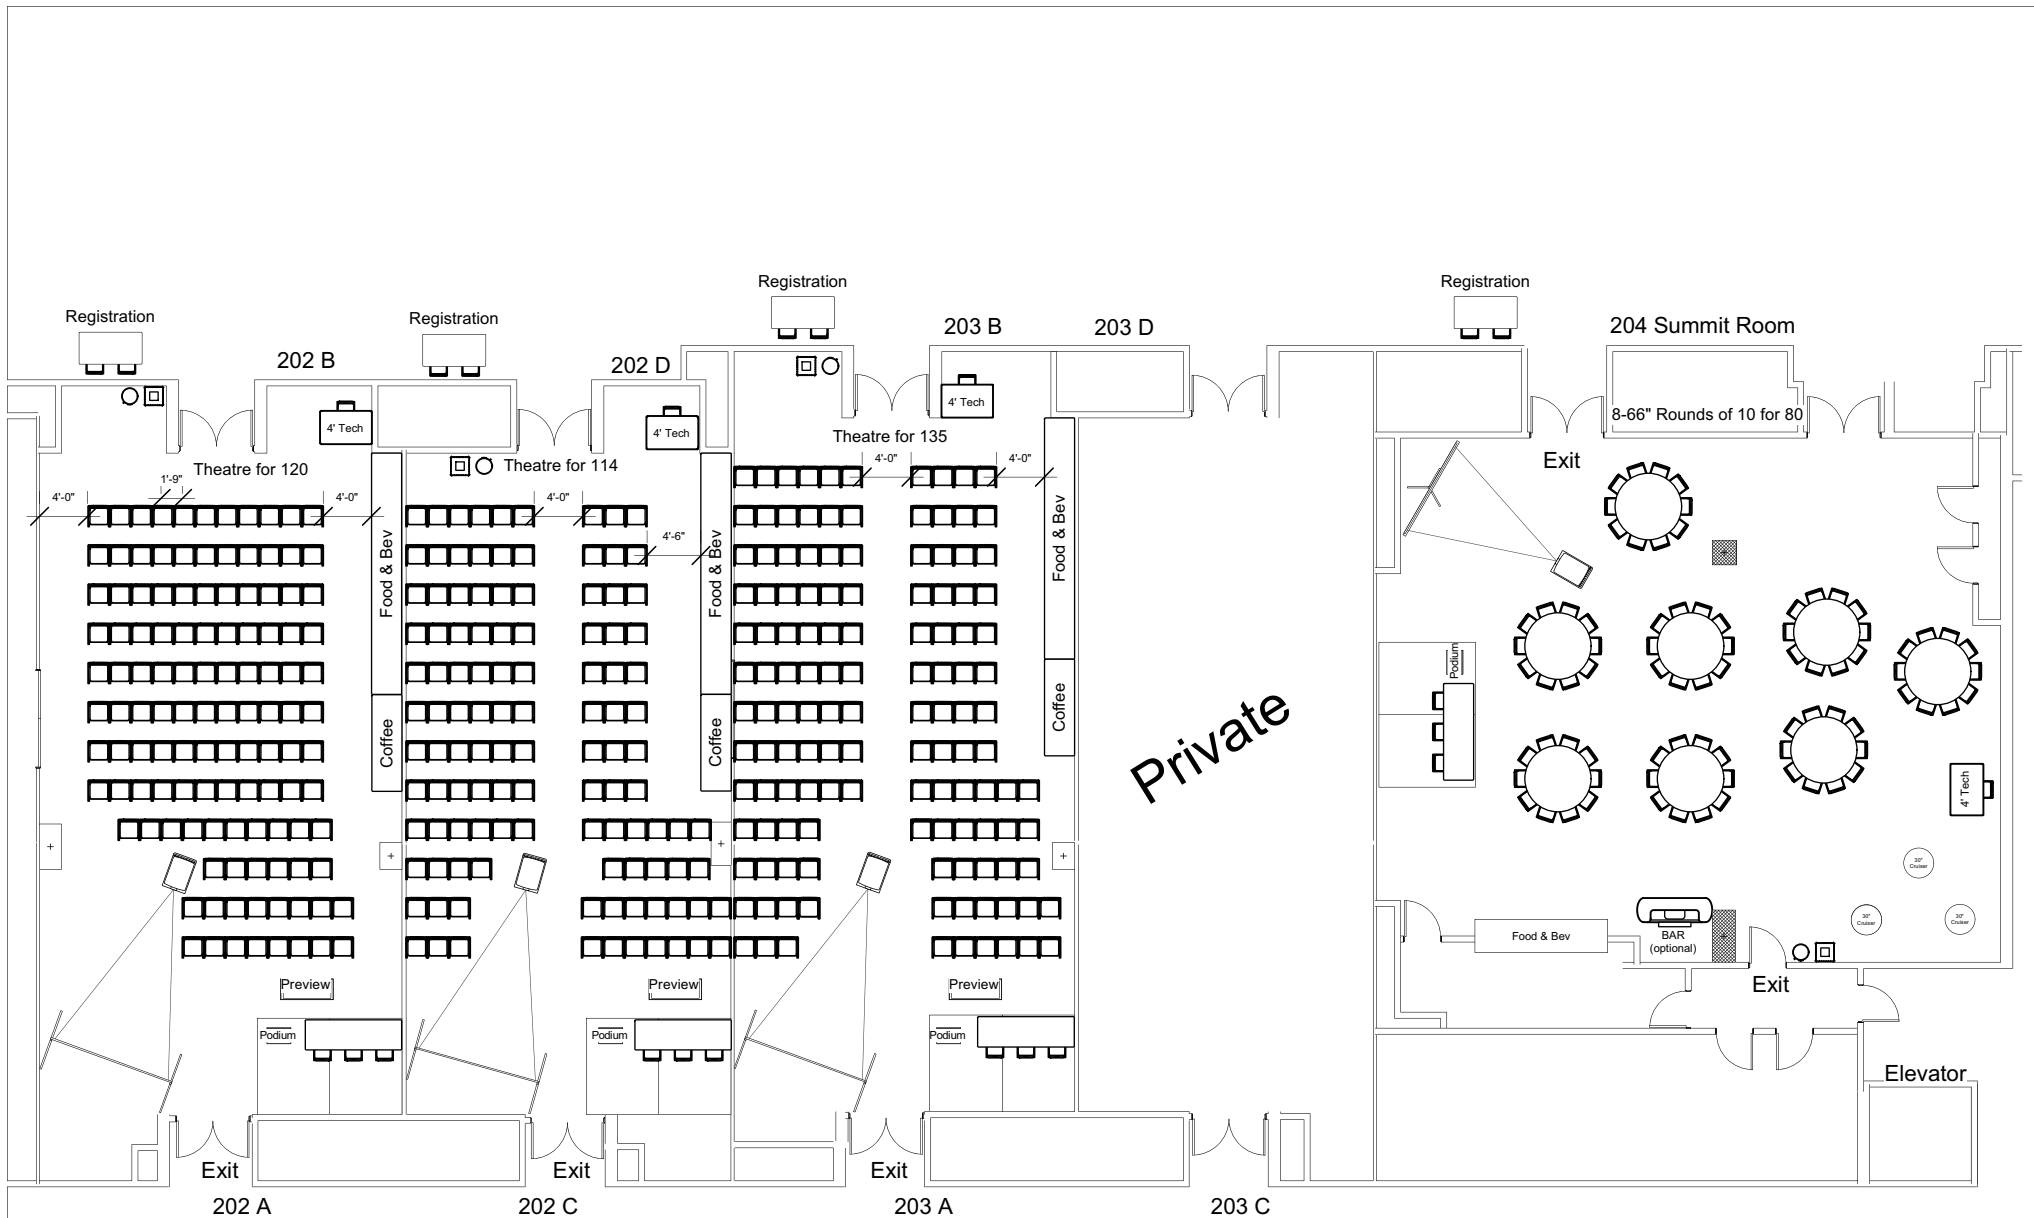 Registration
Registration
Registration
Registration
202 B
202 D
203 B
203 D
204 Summit Room
4' Tech
4' Tech
4' Tech
8-66" Rounds of 10 for 80
Theatre for 120
Theatre for 114
Theatre for 135
Exit
4'-0"
1'-9"
4'-0"
4'-0"
4'-6"
4'-0"
4'-0"
Food & Bev
Food & Bev
Food & Bev
Coffee
Coffee
Coffee
Private
Podium
4' Tech
30"
Cruiser
30"
Cruiser
30"
Cruiser
Food & Bev
BAR
(optional)
Preview
Preview
Preview
Exit
Podium
Podium
Podium
Elevator
Exit
Exit
Exit
202 A
202 C
203 A
203 C